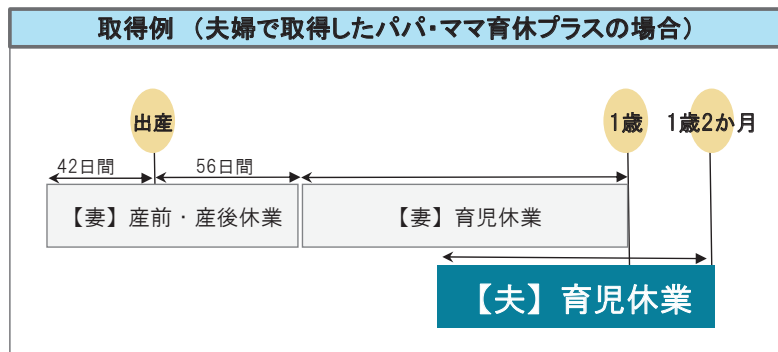 取得例 （夫婦で取得したパパ・ママ育休プラスの場合）
出産
1歳
1歳2か月
42日間
56日間
【妻】産前・産後休業
【妻】育児休業
【夫】育児休業